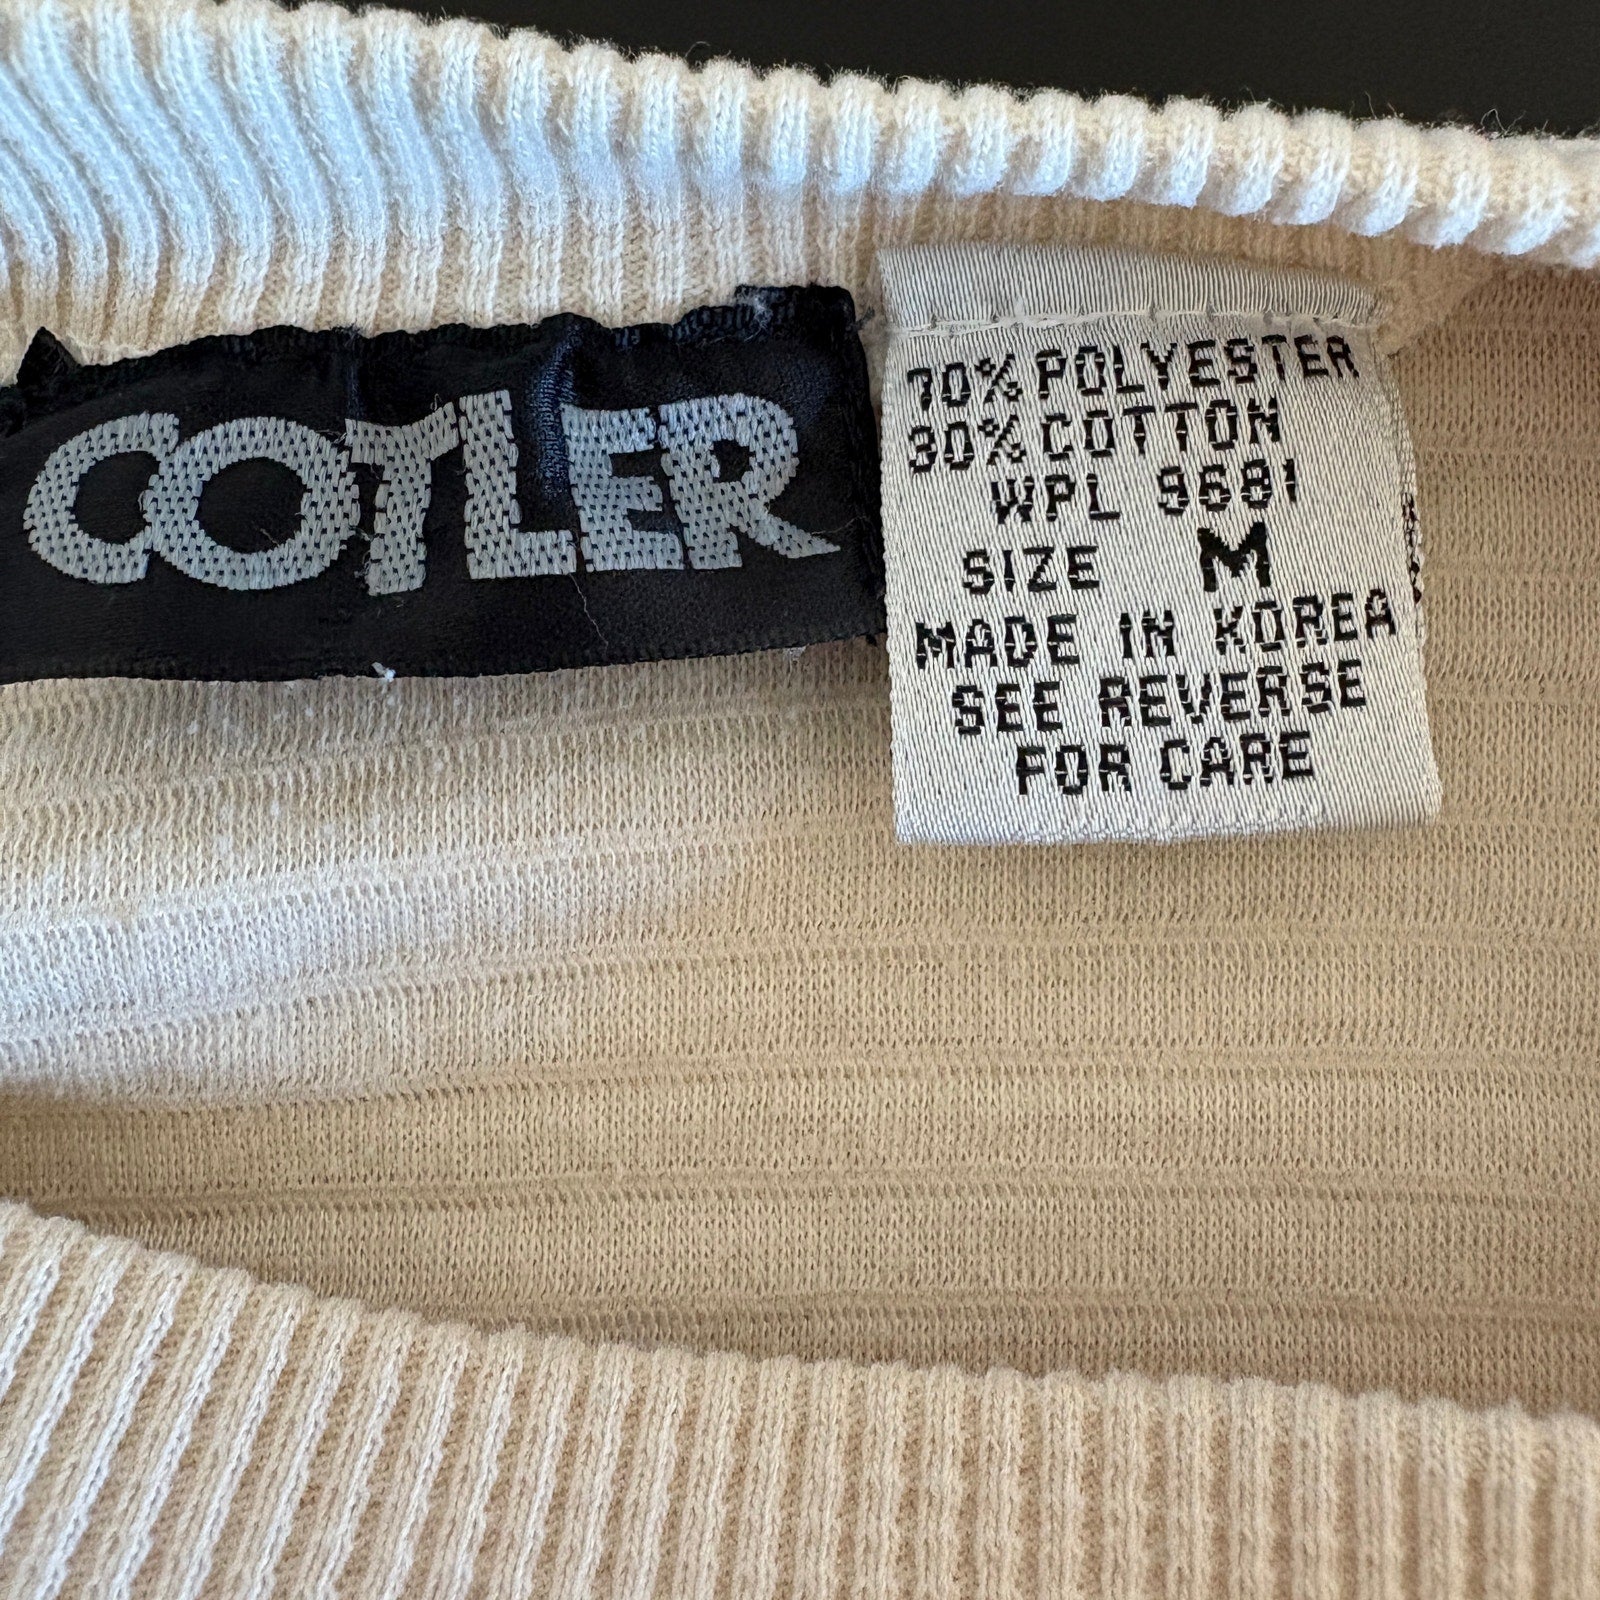 COTLER
70% POLYESTER
30% COTTON
WPL 9681
SIZE M
MADE IN KOREA
SEE REVERSE
FOR CARE